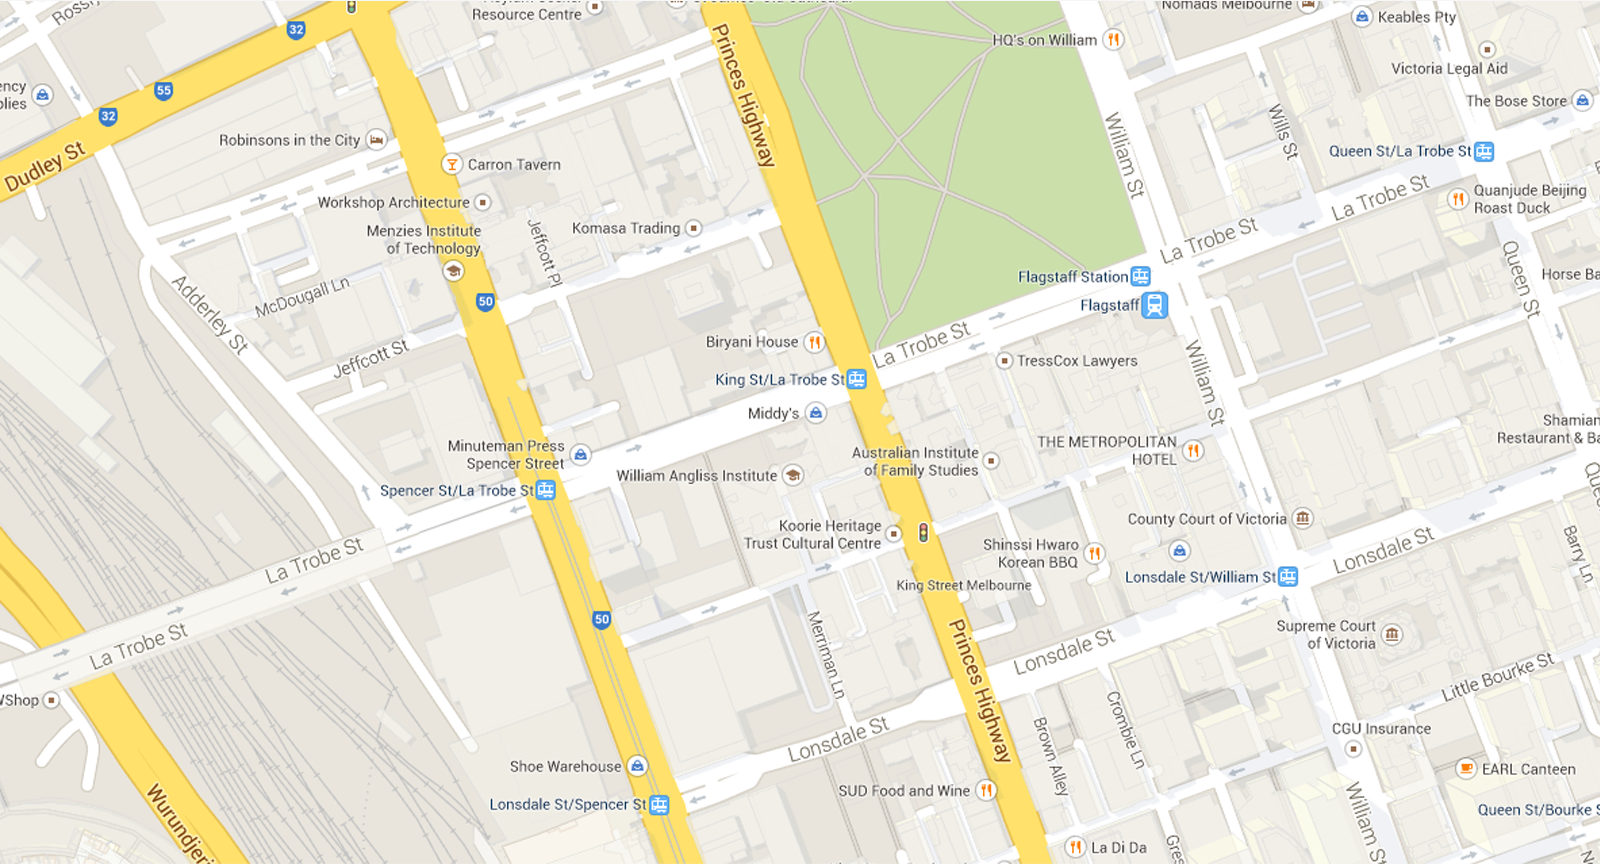 Resource Centre
Nomads Melbourne
Keables Pty
HQ's on William
Victoria Legal Aid
The Bose Store
32
55
32
Dudley St
Princes Highway
Robinsons in the City
Carron Tavern
William St
Wills St
Queen St/La Trobe St
Workshop Architecture
Menzies Institute
of Technology
Jeffcott Pl
Komasa Trading
La Trobe St
Quanjude Beijing
Roast Duck
La Trobe St
Queen St
Flagstaff Station
Horse Ba
Flagstaff
McDougall Ln
50
Adderley St
Jeffcott St
Biryani House
La Trobe St
TressCox Lawyers
William St
King St/La Trobe St
Middy's
Minuteman Press
Spencer Street
Australian Institute
of Family Studies
THE METROPOLITAN
HOTEL
Shamian
Restaurant & Ba
William Angliss Institute
Spencer St/La Trobe St
Koorie Heritage
Trust Cultural Centre
County Court of Victoria
Lonsdale St
Barry Ln
Shinssi Hwaro
Korean BBQ
La Trobe St
King Street Melbourne
Lonsdale St/William St
50
La Trobe St
Merriman Ln
Princes Highway
Lonsdale St
Supreme Court
of Victoria
Little Bourke St
Crombie Ln
Brown Alley
Lonsdale St
CGU Insurance
Shoe Warehouse
EARL Canteen
SUD Food and Wine
Lonsdale St/Spencer St
William St
Queen St/Bourke S
La Di Da
Wurundjeri